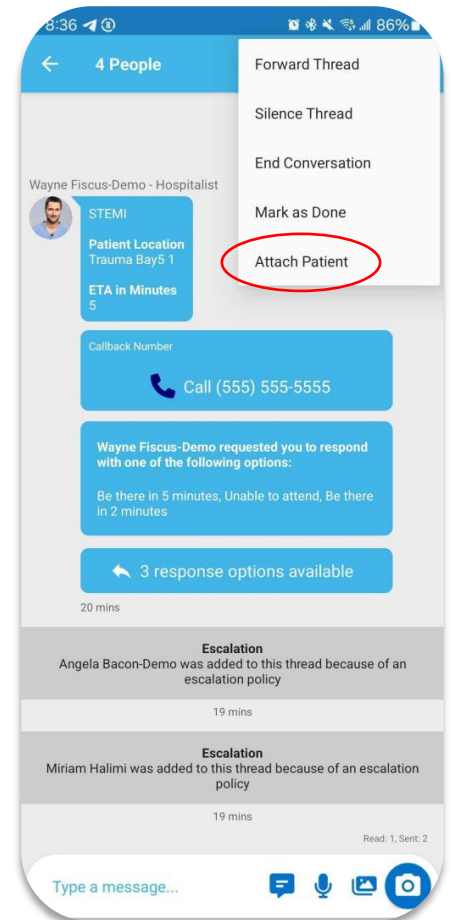 8:36
86%
4 People
Forward Thread
Silence Thread
End Conversation
Mark as Done
Attach Patient
Wayne Fiscus-Demo - Hospitalist
STEMI
Patient Location
Trauma Bay5 1
ETA in Minutes
5
Callback Number
Call (555) 555-5555
Wayne Fiscus-Demo requested you to respond
with one of the following options:
Be there in 5 minutes, Unable to attend, Be there
in 2 minutes
3 response options available
20 mins
Escalation
Angela Bacon-Demo was added to this thread because of an
escalation policy
19 mins
Escalation
Miriam Halimi was added to this thread because of an escalation
policy
19 mins
Read: 1, Sent: 2
Type a message...